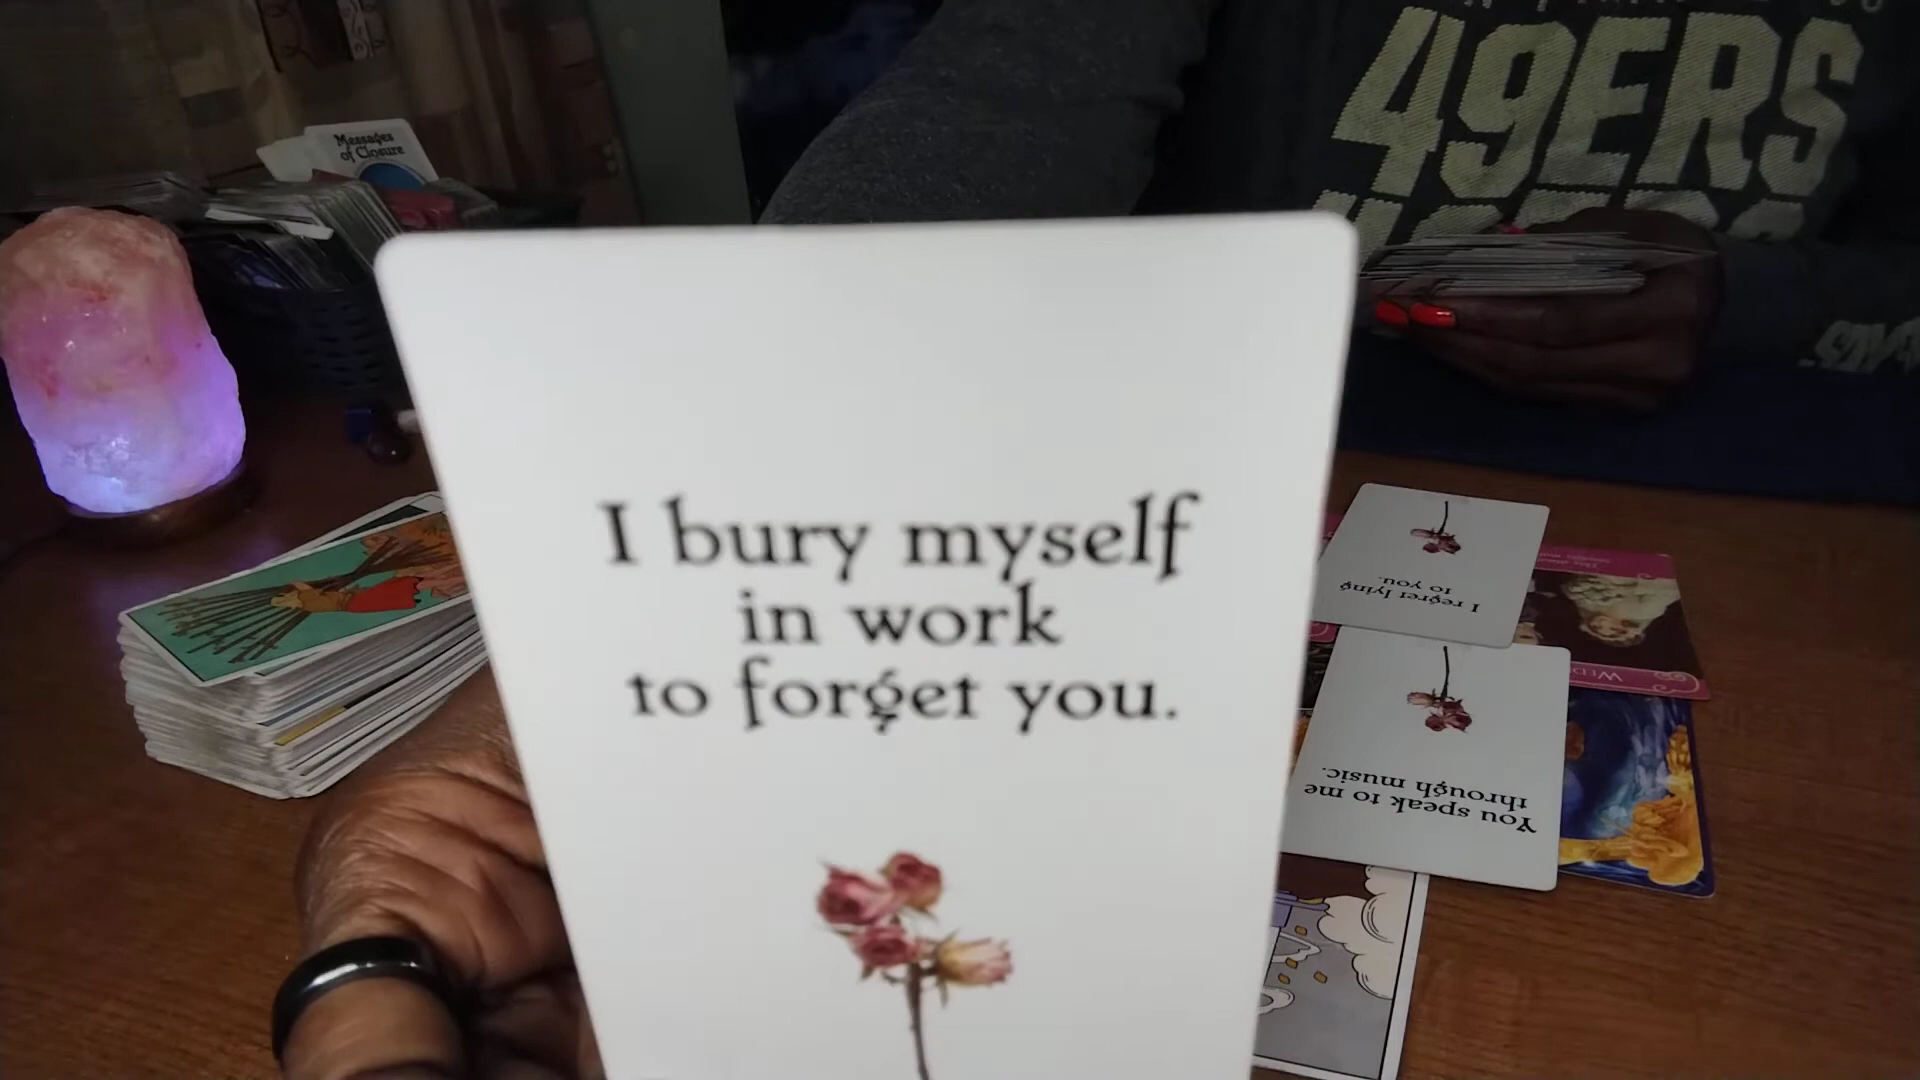 Messages
of Closure
49ERS
I bury myself
in work
to forget you.
I regret lying
to you.
You speak to me
through music.